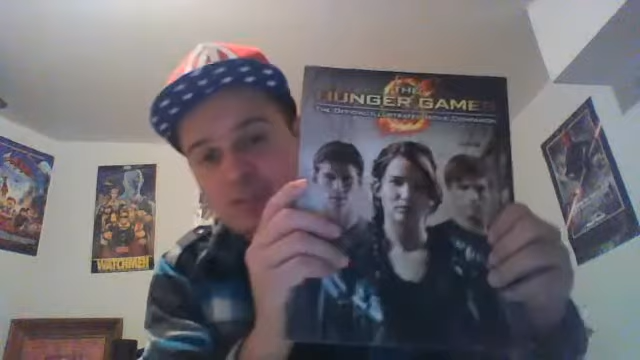 THE
HUNGER GAMES
THE OFFICIAL ILLUSTRATED MOVIE COMPANION
WATCHMEN